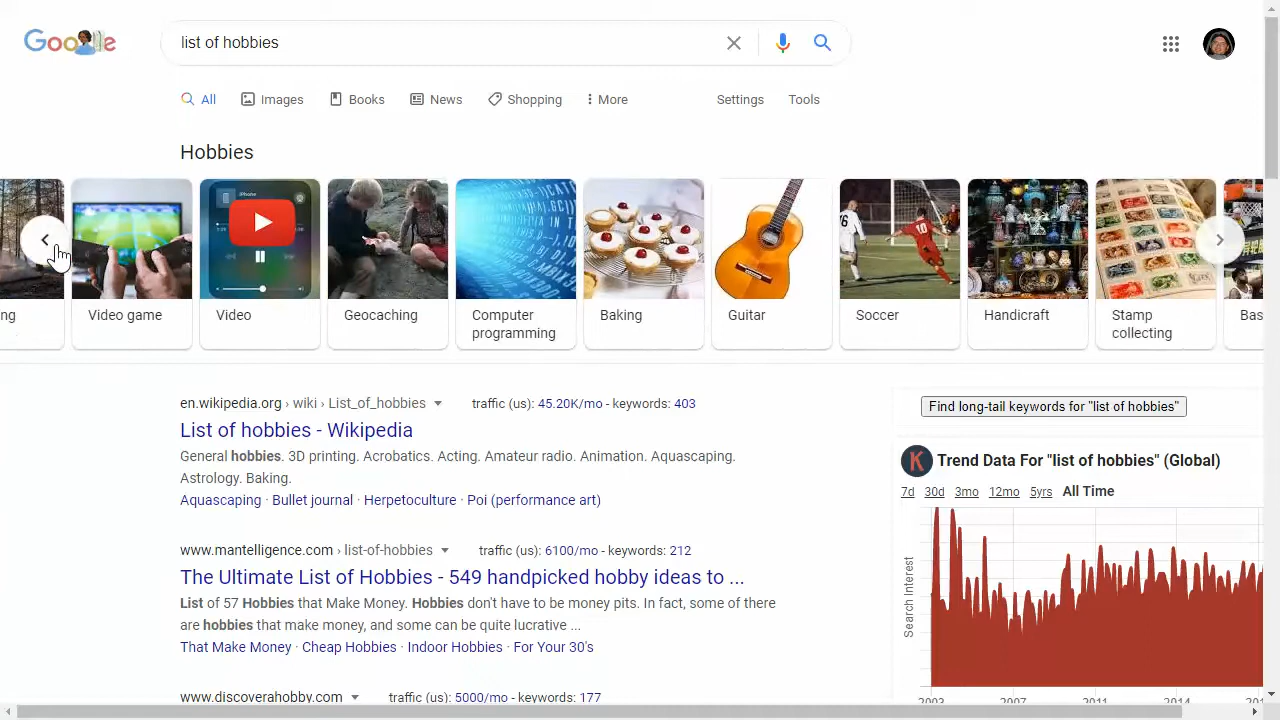 Google
list of hobbies
All
Images
Books
News
Shopping
More
Settings
Tools
Hobbies
ng
Video game
Video
Geocaching
Computer
programming
Baking
Guitar
Soccer
Handicraft
Stamp
collecting
Bas
iPhone
en.wikipedia.org › wiki › List_of_hobbies
traffic (us): 45.20K/mo - keywords: 403
List of hobbies - Wikipedia
General hobbies. 3D printing. Acrobatics. Acting. Amateur radio. Animation. Aquascaping.
Astrology. Baking.
Aquascaping · Bullet journal · Herpetoculture · Poi (performance art)
www.mantelligence.com › list-of-hobbies
traffic (us): 6100/mo - keywords: 212
The Ultimate List of Hobbies - 549 handpicked hobby ideas to ...
List of 57 Hobbies that Make Money. Hobbies don't have to be money pits. In fact, some of there
are hobbies that make money, and some can be quite lucrative ...
That Make Money · Cheap Hobbies · Indoor Hobbies · For Your 30's
www.discoverahobby.com
traffic (us): 5000/mo - keywords: 177
Find long-tail keywords for "list of hobbies"
K
Trend Data For "list of hobbies" (Global)
7d 30d 3mo 12mo 5yrs All Time
Search Interest
2003 2007 2011 2014